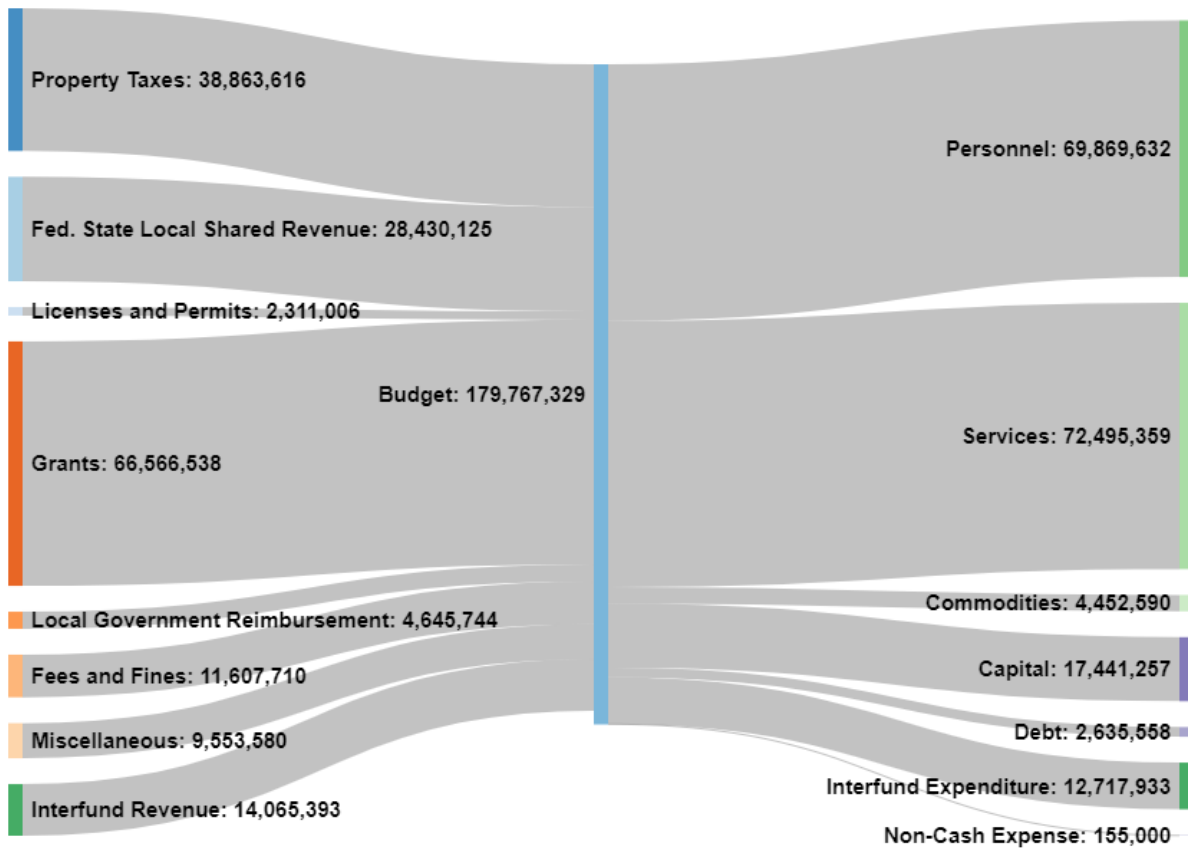 Property Taxes: 38,863,616
Fed. State Local Shared Revenue: 28,430,125
Licenses and Permits: 2,311,006
Grants: 66,566,538
Local Government Reimbursement: 4,645,744
Fees and Fines: 11,607,710
Miscellaneous: 9,553,580
Interfund Revenue: 14,065,393
Budget: 179,767,329
Personnel: 69,869,632
Services: 72,495,359
Commodities: 4,452,590
Capital: 17,441,257
Debt: 2,635,558
Interfund Expenditure: 12,717,933
Non-Cash Expense: 155,000